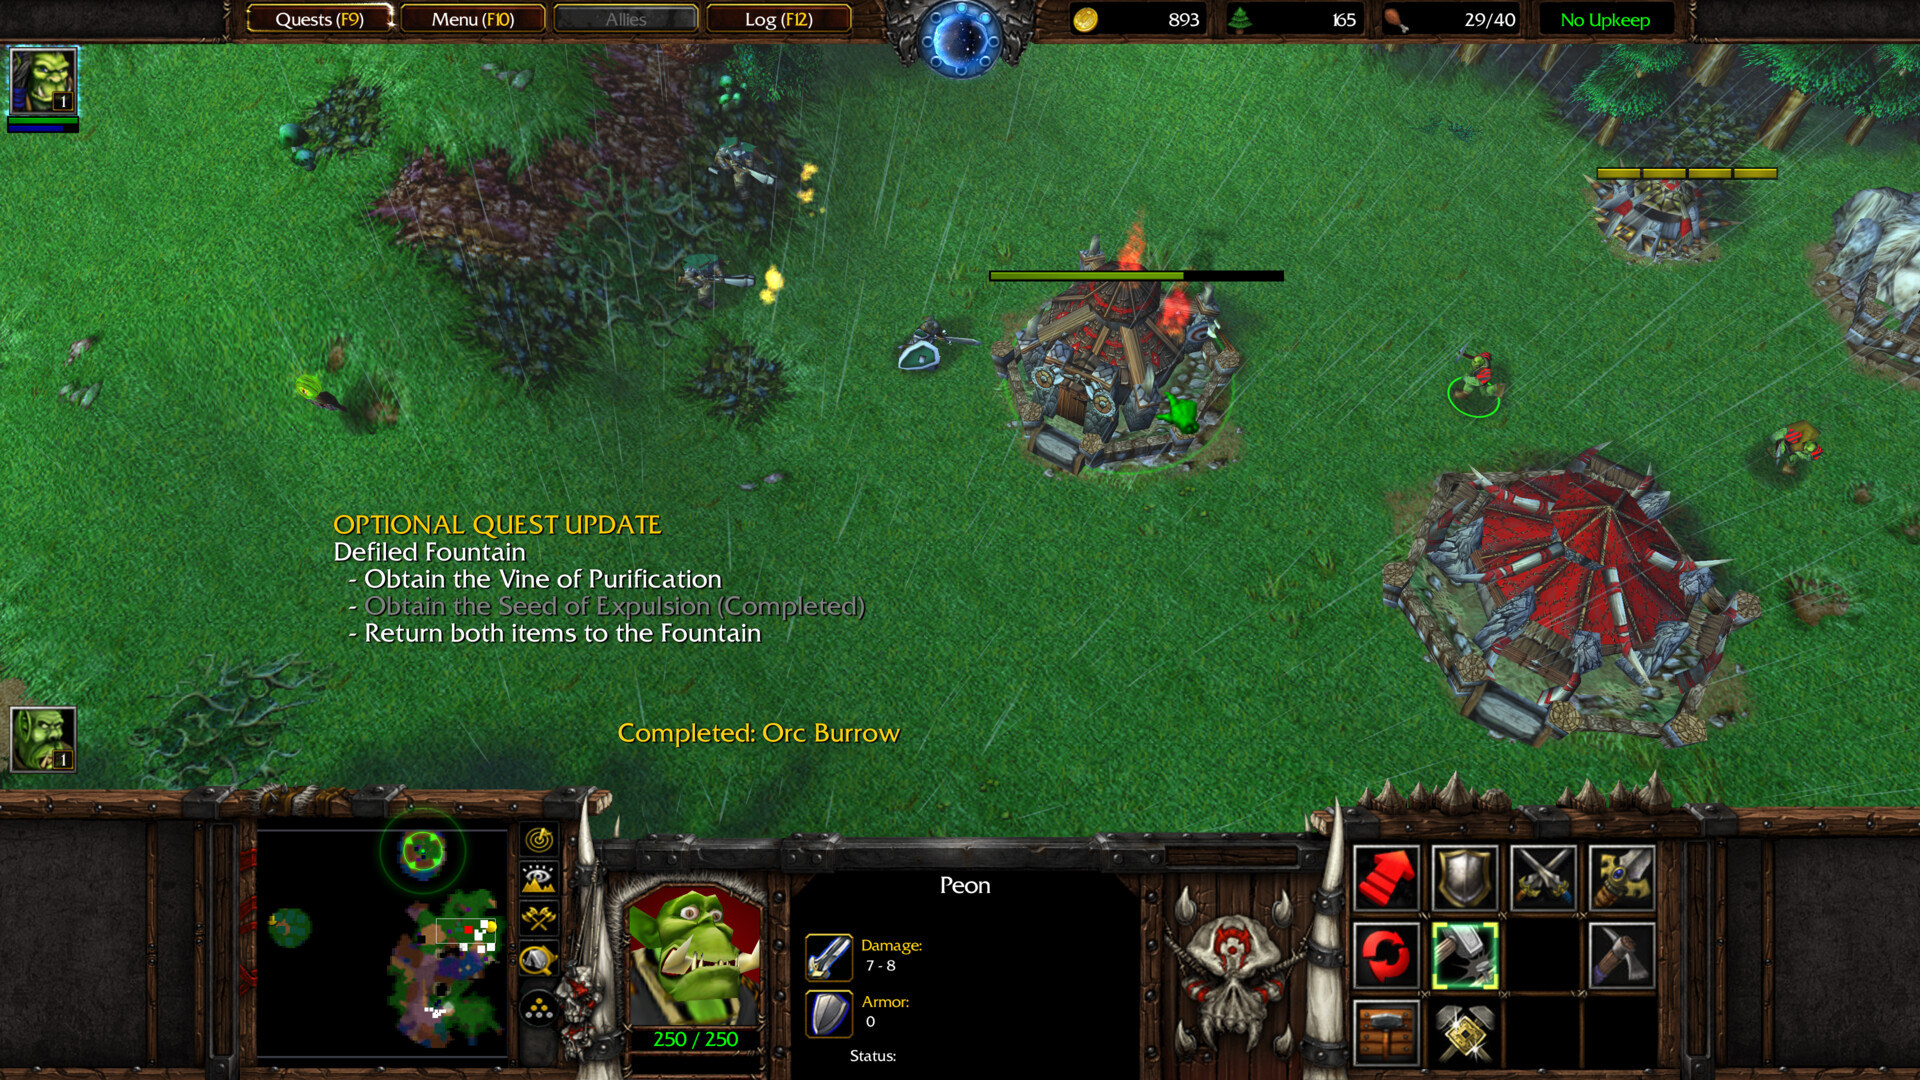 Quests (F9)
Menu (F10)
Allies
Log (F12)
893
165
29/40
No Upkeep
1
OPTIONAL QUEST UPDATE
Defiled Fountain
- Obtain the Vine of Purification
- Obtain the Seed of Expulsion (Completed)
- Return both items to the Fountain
Completed: Orc Burrow
1
Peon
Damage:
7 - 8
Armor:
0
250 / 250
Status: